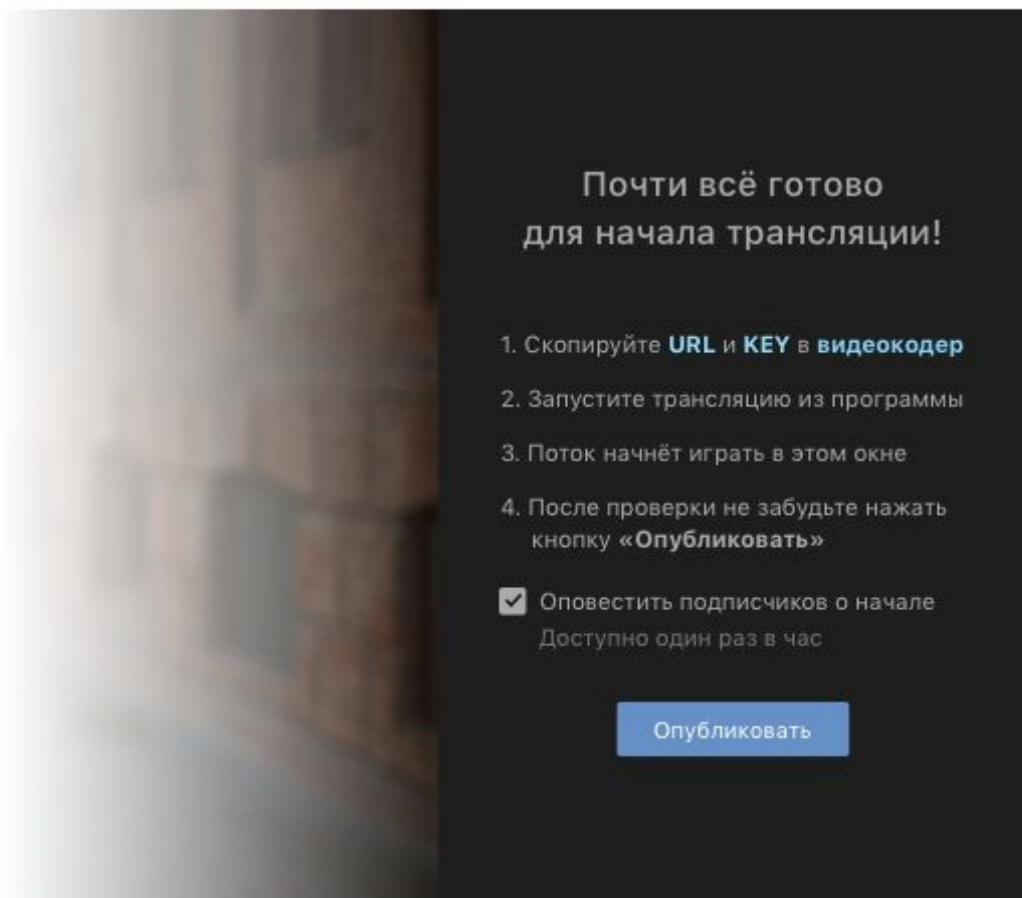 Почти всё готово
для начала трансляции!
1. Скопируйте URL и KEY в видеокодер
2. Запустите трансляцию из программы
3. Поток начнёт играть в этом окне
4. После проверки не забудьте нажать
кнопку «Опубликовать»
Оповестить подписчиков о начале
Доступно один раз в час
Опубликовать